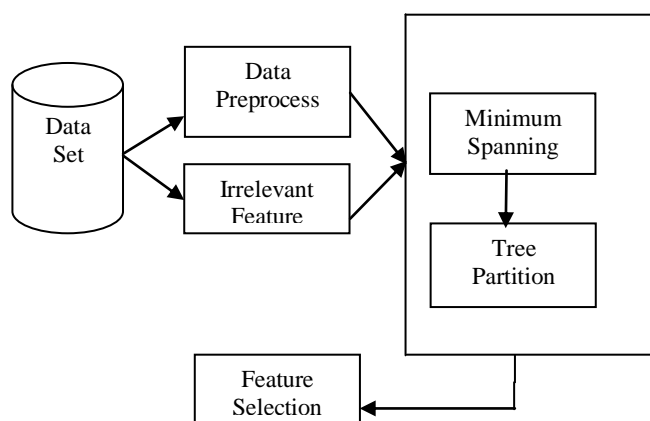 Data
Set
Data
Preprocess
Irrelevant
Feature
Minimum
Spanning
Tree
Partition
Feature
Selection